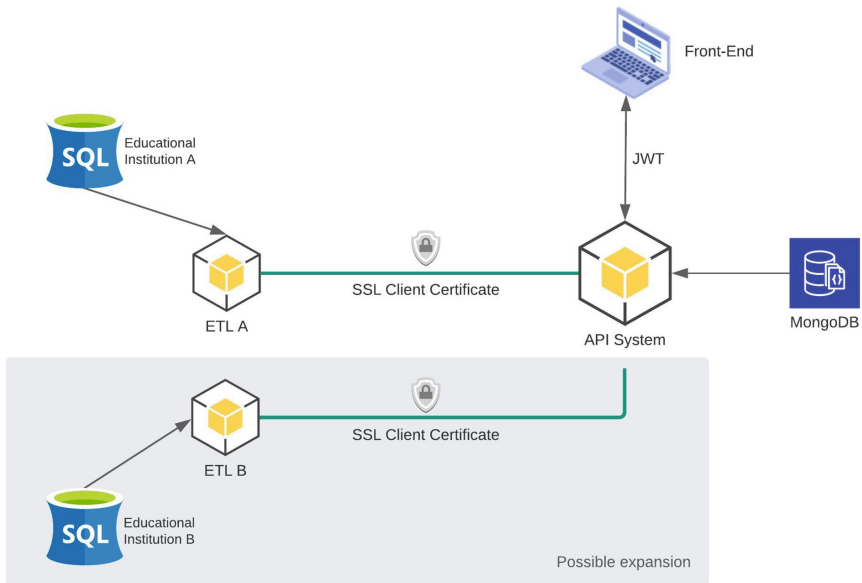 Front-End
SQL
Educational
Institution A
JWT
SSL Client Certificate
ETL A
API System
{}
MongoDB
SSL Client Certificate
ETL B
SQL
Educational
Institution B
Possible expansion